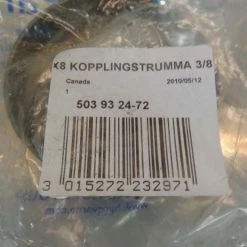 K8 KOPPLINGSTRUMMA 3/8
Canada 2010/05/12
1
503 93 24-72
3 015272 232971